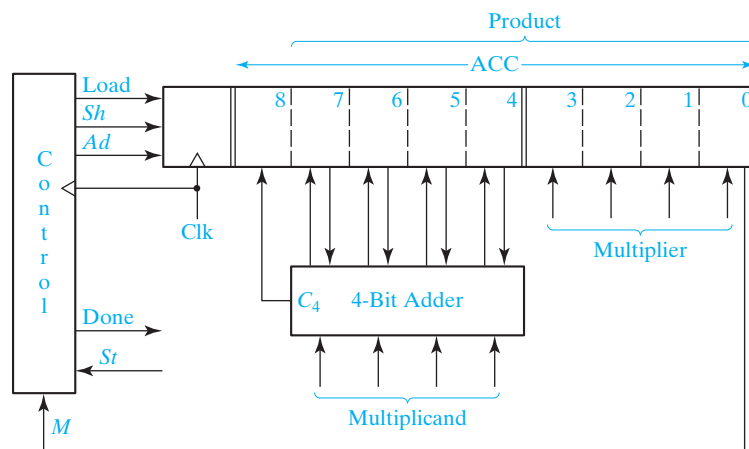 Product
ACC
Load
Sh
Ad
8 7 6 5 4 3 2 1 0
Control
Clk
Multiplier
C4 4-Bit Adder
Done
St
Multiplicand
M